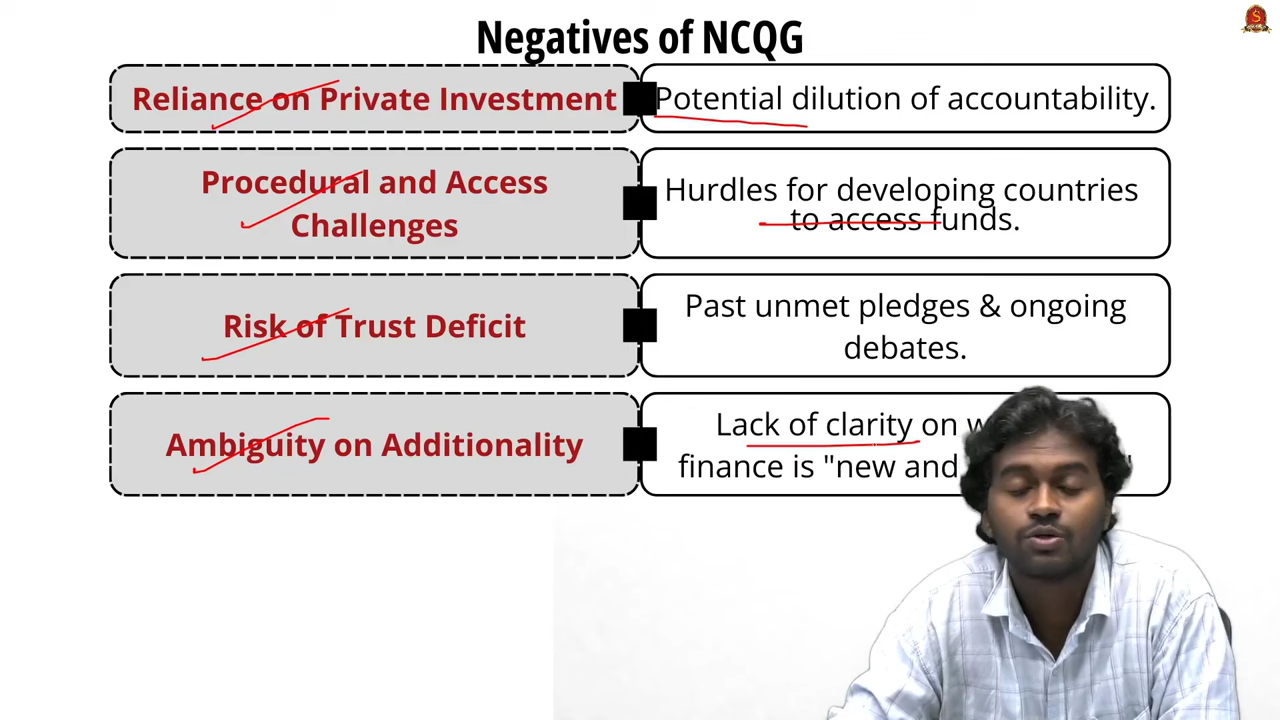 Negatives of NCQG
Reliance on Private Investment
Potential dilution of accountability.
Procedural and Access
Challenges
Hurdles for developing countries
to access funds.
Risk of Trust Deficit
Past unmet pledges & ongoing
debates.
Ambiguity on Additionality
Lack of clarity on
finance is "new and